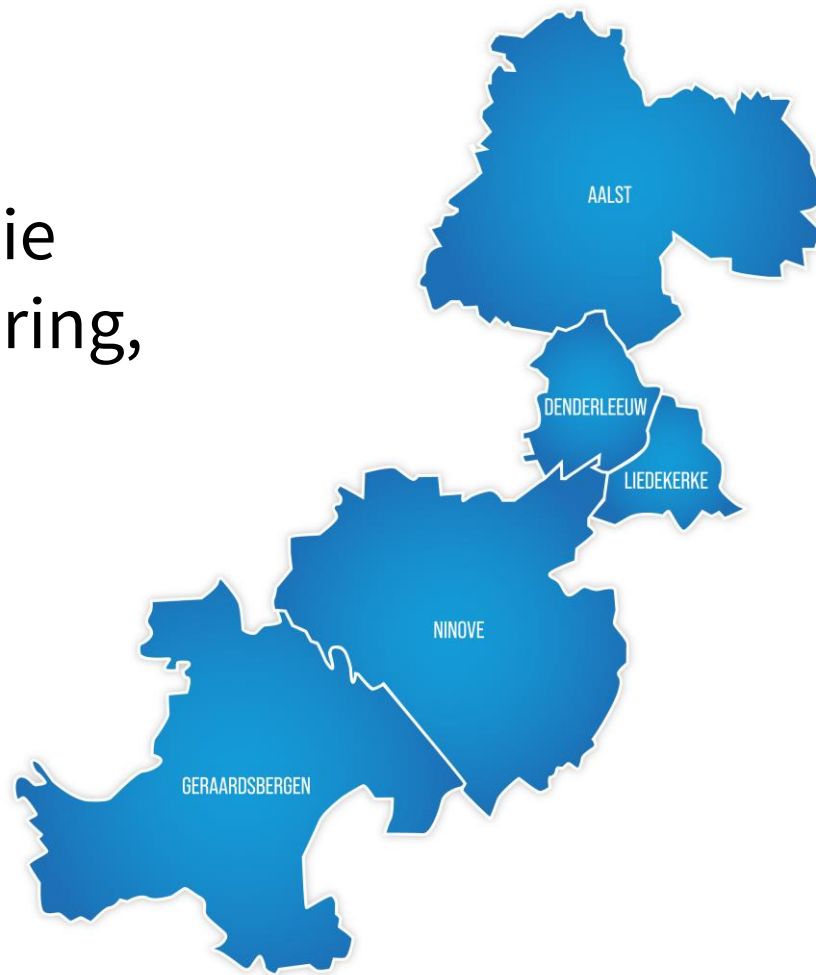 AALST
ie
ring,
DENDERLEEUW
LIEDEKERKE
NINOVE
GERAARDSBERGEN